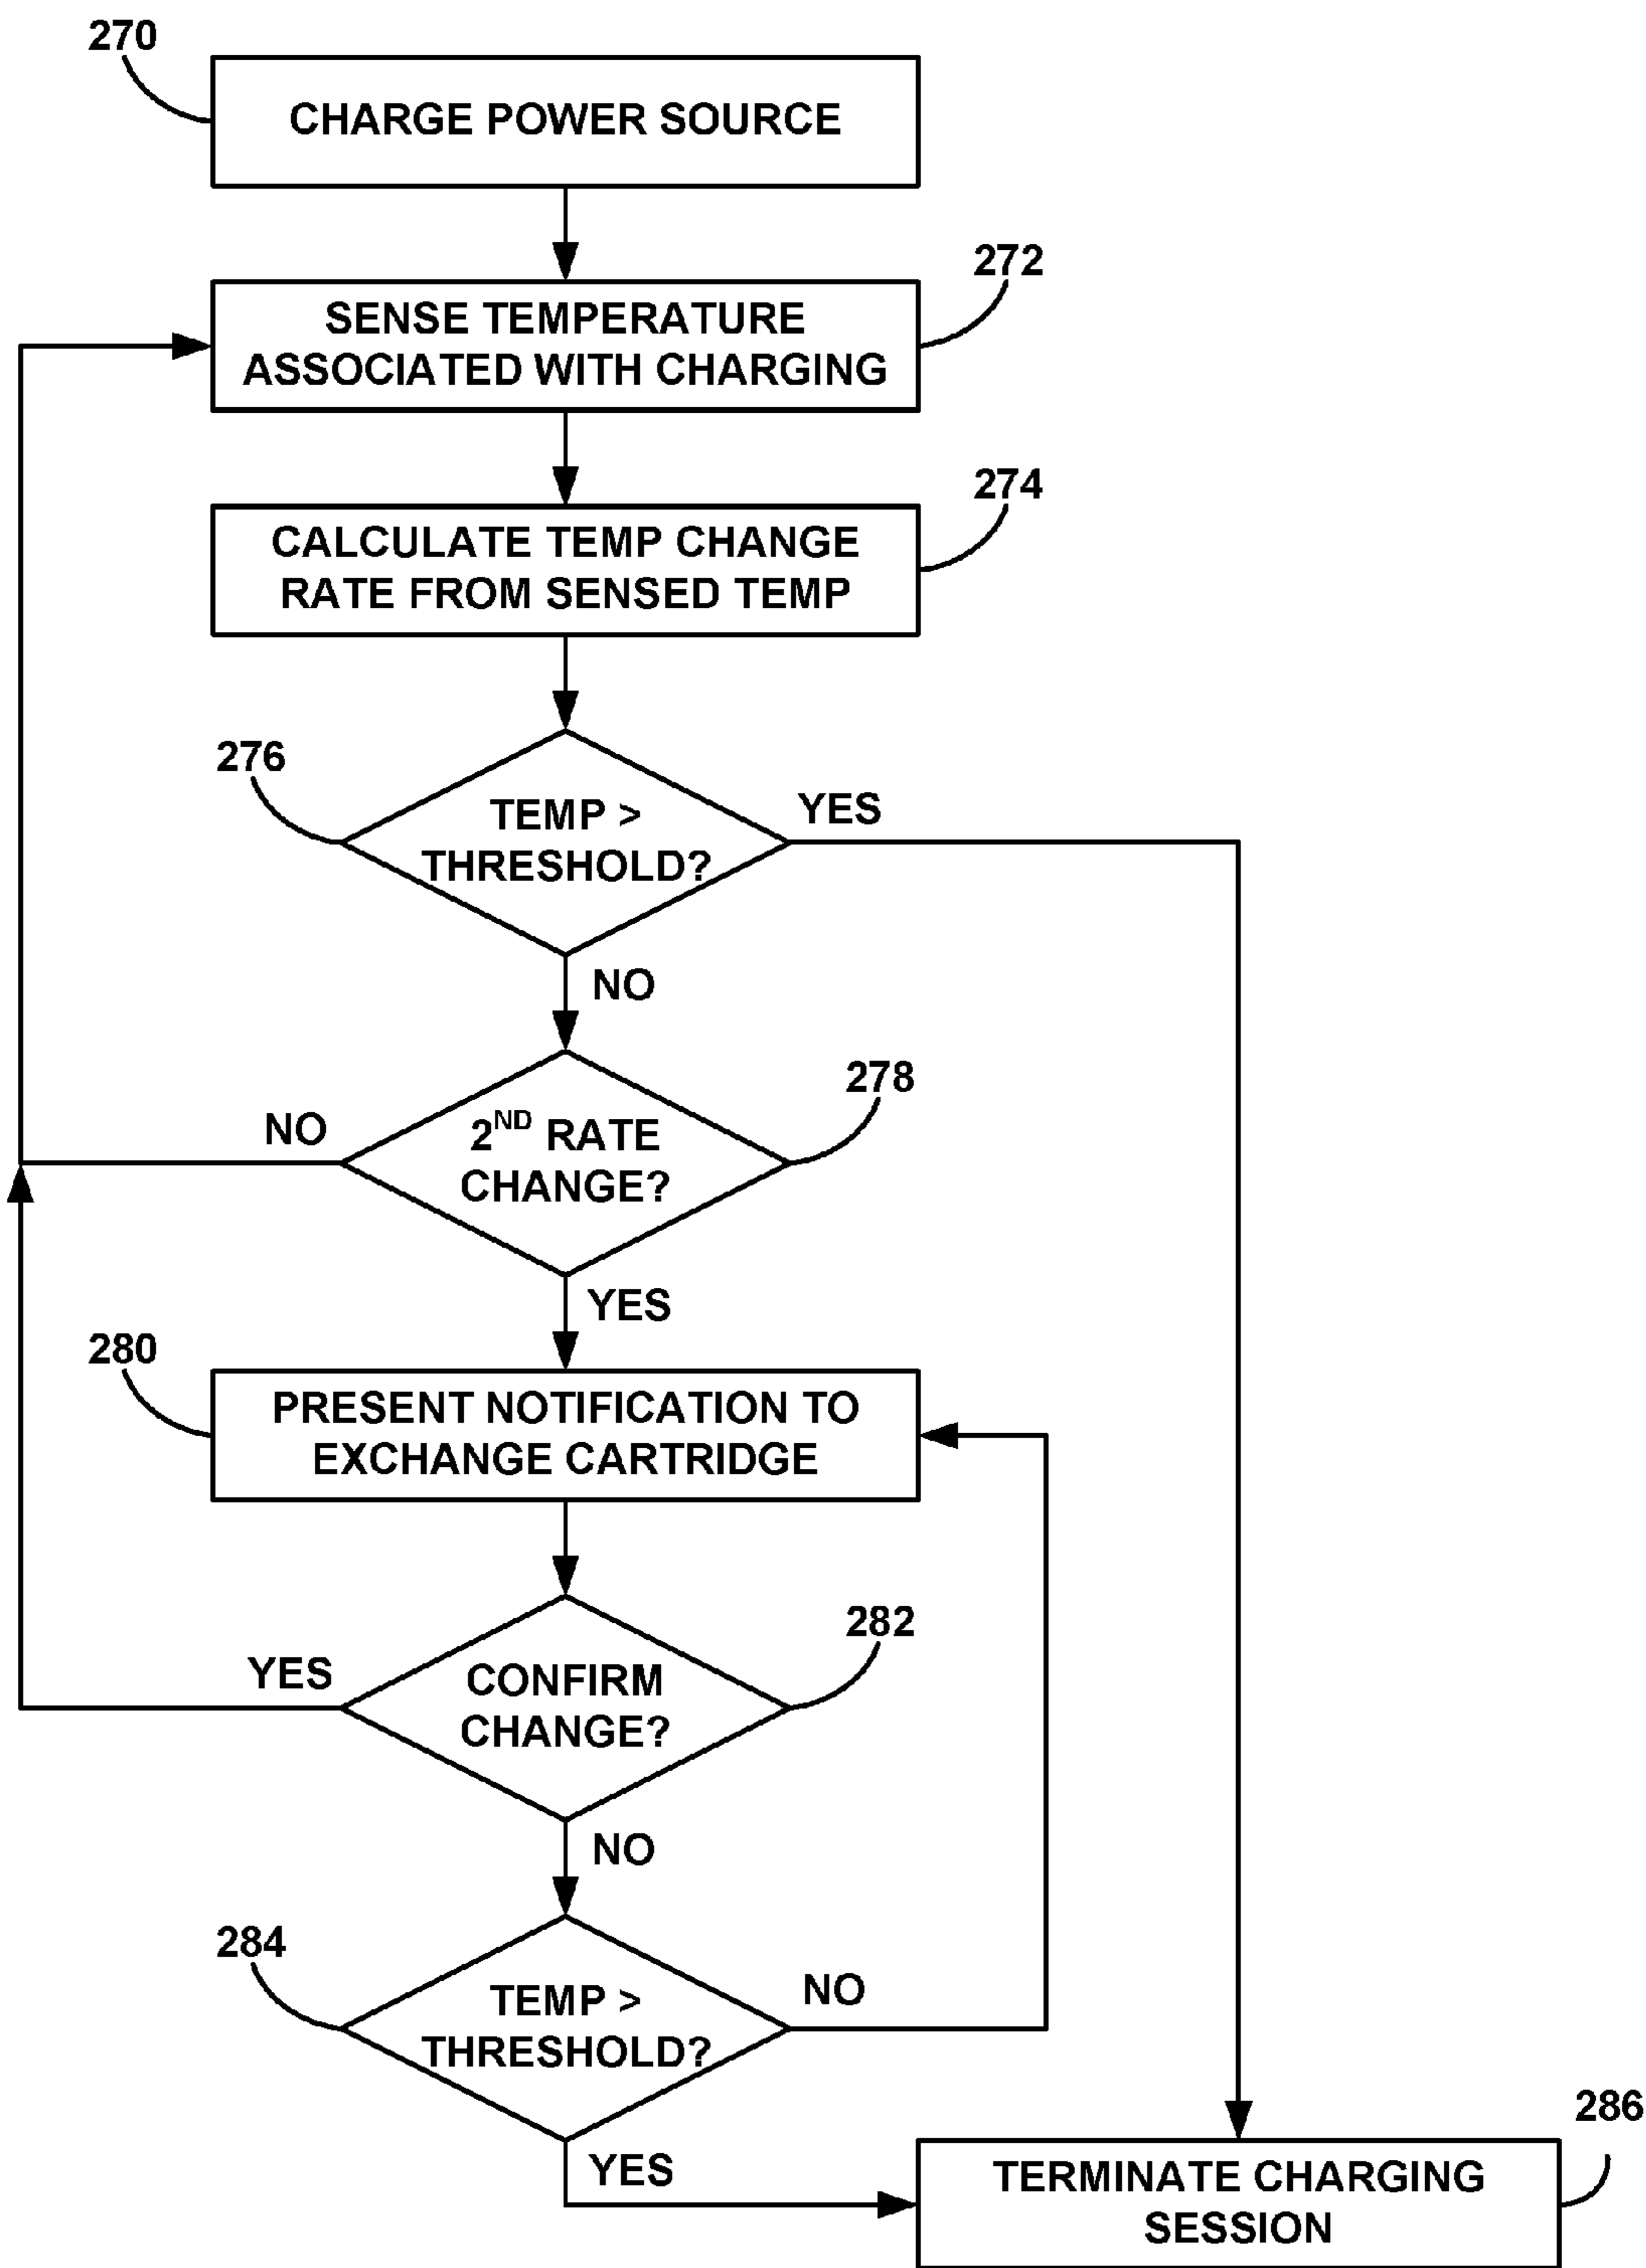 270
CHARGE POWER SOURCE
272
SENSE TEMPERATURE
ASSOCIATED WITH CHARGING
274
CALCULATE TEMP CHANGE
RATE FROM SENSED TEMP
276
TEMP >
THRESHOLD?
YES
NO
278
2ND RATE
CHANGE?
NO
YES
280
PRESENT NOTIFICATION TO
EXCHANGE CARTRIDGE
282
CONFIRM
CHANGE?
YES
NO
284
TEMP >
THRESHOLD?
NO
YES
286
TERMINATE CHARGING
SESSION